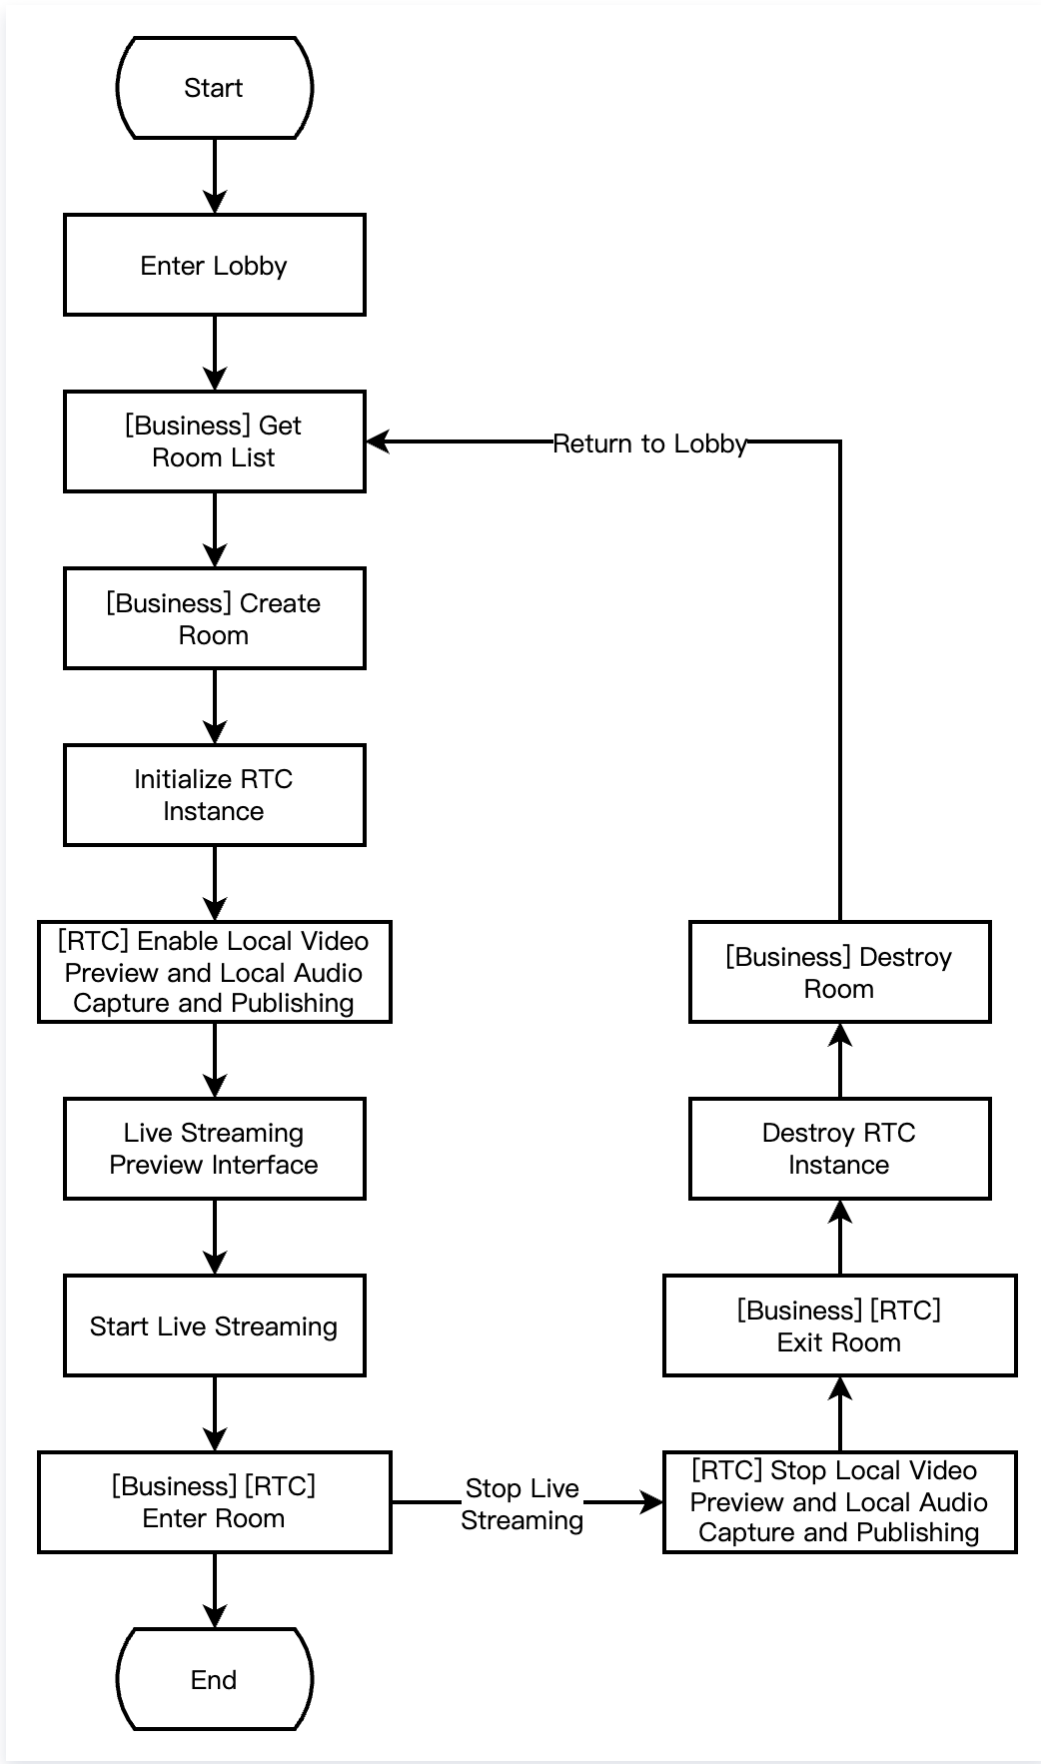 Start
Enter Lobby
[Business] Get
Room List
Return to Lobby
[Business] Create
Room
Initialize RTC
Instance
[RTC] Enable Local Video
Preview and Local Audio
Capture and Publishing
Live Streaming
Preview Interface
Start Live Streaming
[Business] [RTC]
Enter Room
Stop Live
Streaming
[RTC] Stop Local Video
Preview and Local Audio
Capture and Publishing
[Business] [RTC]
Exit Room
Destroy RTC
Instance
[Business] Destroy
Room
End